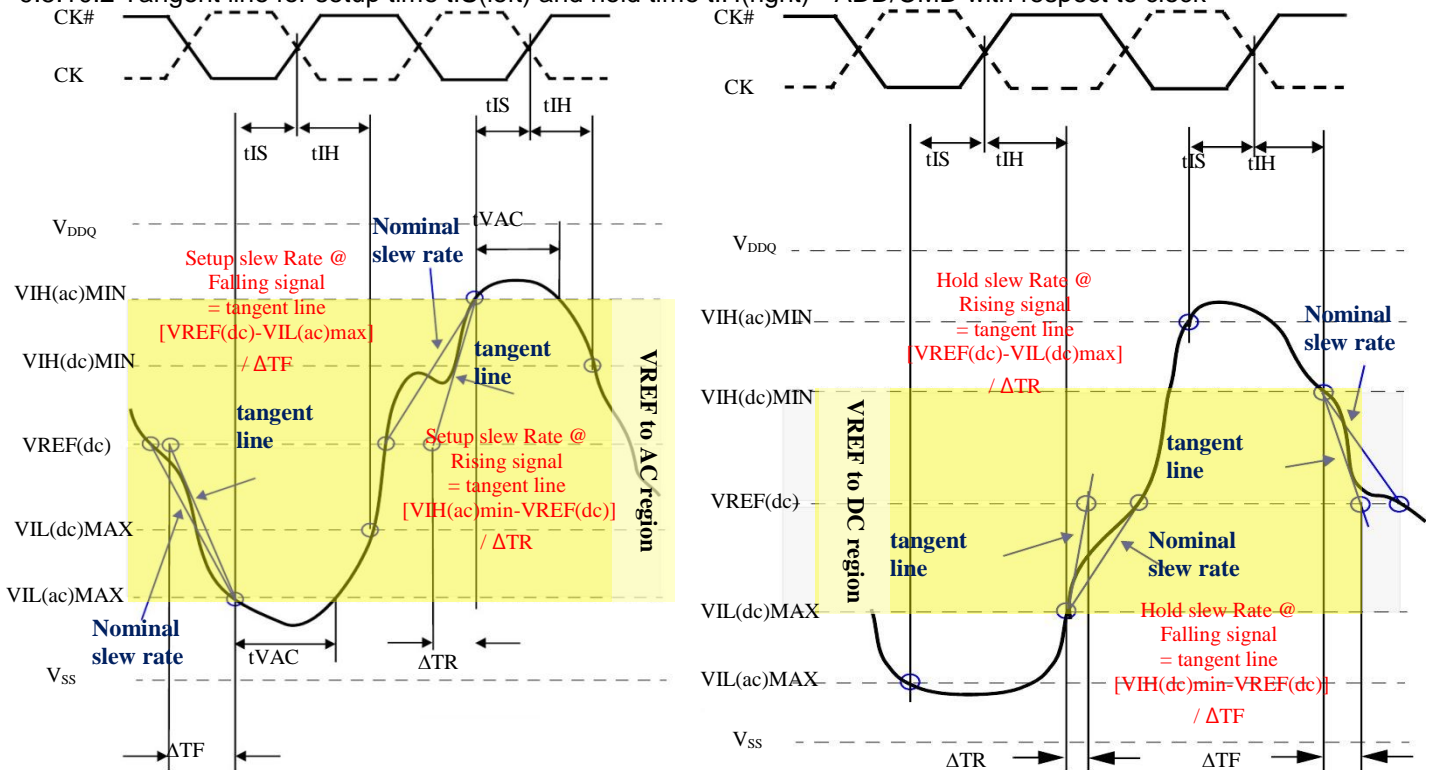 CK#
CK
tIS
tIH
tIS
tIH
VDDQ
Nominal
slew rate
tVAC
Setup slew Rate @
Falling signal
= tangent line
[VREF(dc)-VIL(ac)max]
/ ΔTF
VIH(ac)MIN
VIH(dc)MIN
tangent
line
tangent
line
VREF(dc)
Setup slew Rate @
Rising signal
= tangent line
[VIH(ac)min-VREF(dc)]
/ ΔTR
VREF to AC region
VIL(dc)MAX
VIL(ac)MAX
Nominal
slew rate
tVAC
ΔTR
VSS
ΔTF
CK#
CK
tIS
tIH
tIS
tIH
VDDQ
Hold slew Rate @
Rising signal
= tangent line
[VREF(dc)-VIL(dc)max]
/ ΔTR
VIH(ac)MIN
Nominal
slew rate
VIH(dc)MIN
VREF to DC region
tangent
line
VREF(dc)
tangent
line
Nominal
slew rate
VIL(dc)MAX
Hold slew Rate @
Falling signal
= tangent line
[VIH(dc)min-VREF(dc)]
/ ΔTF
VIL(ac)MAX
VSS
ΔTR
ΔTF